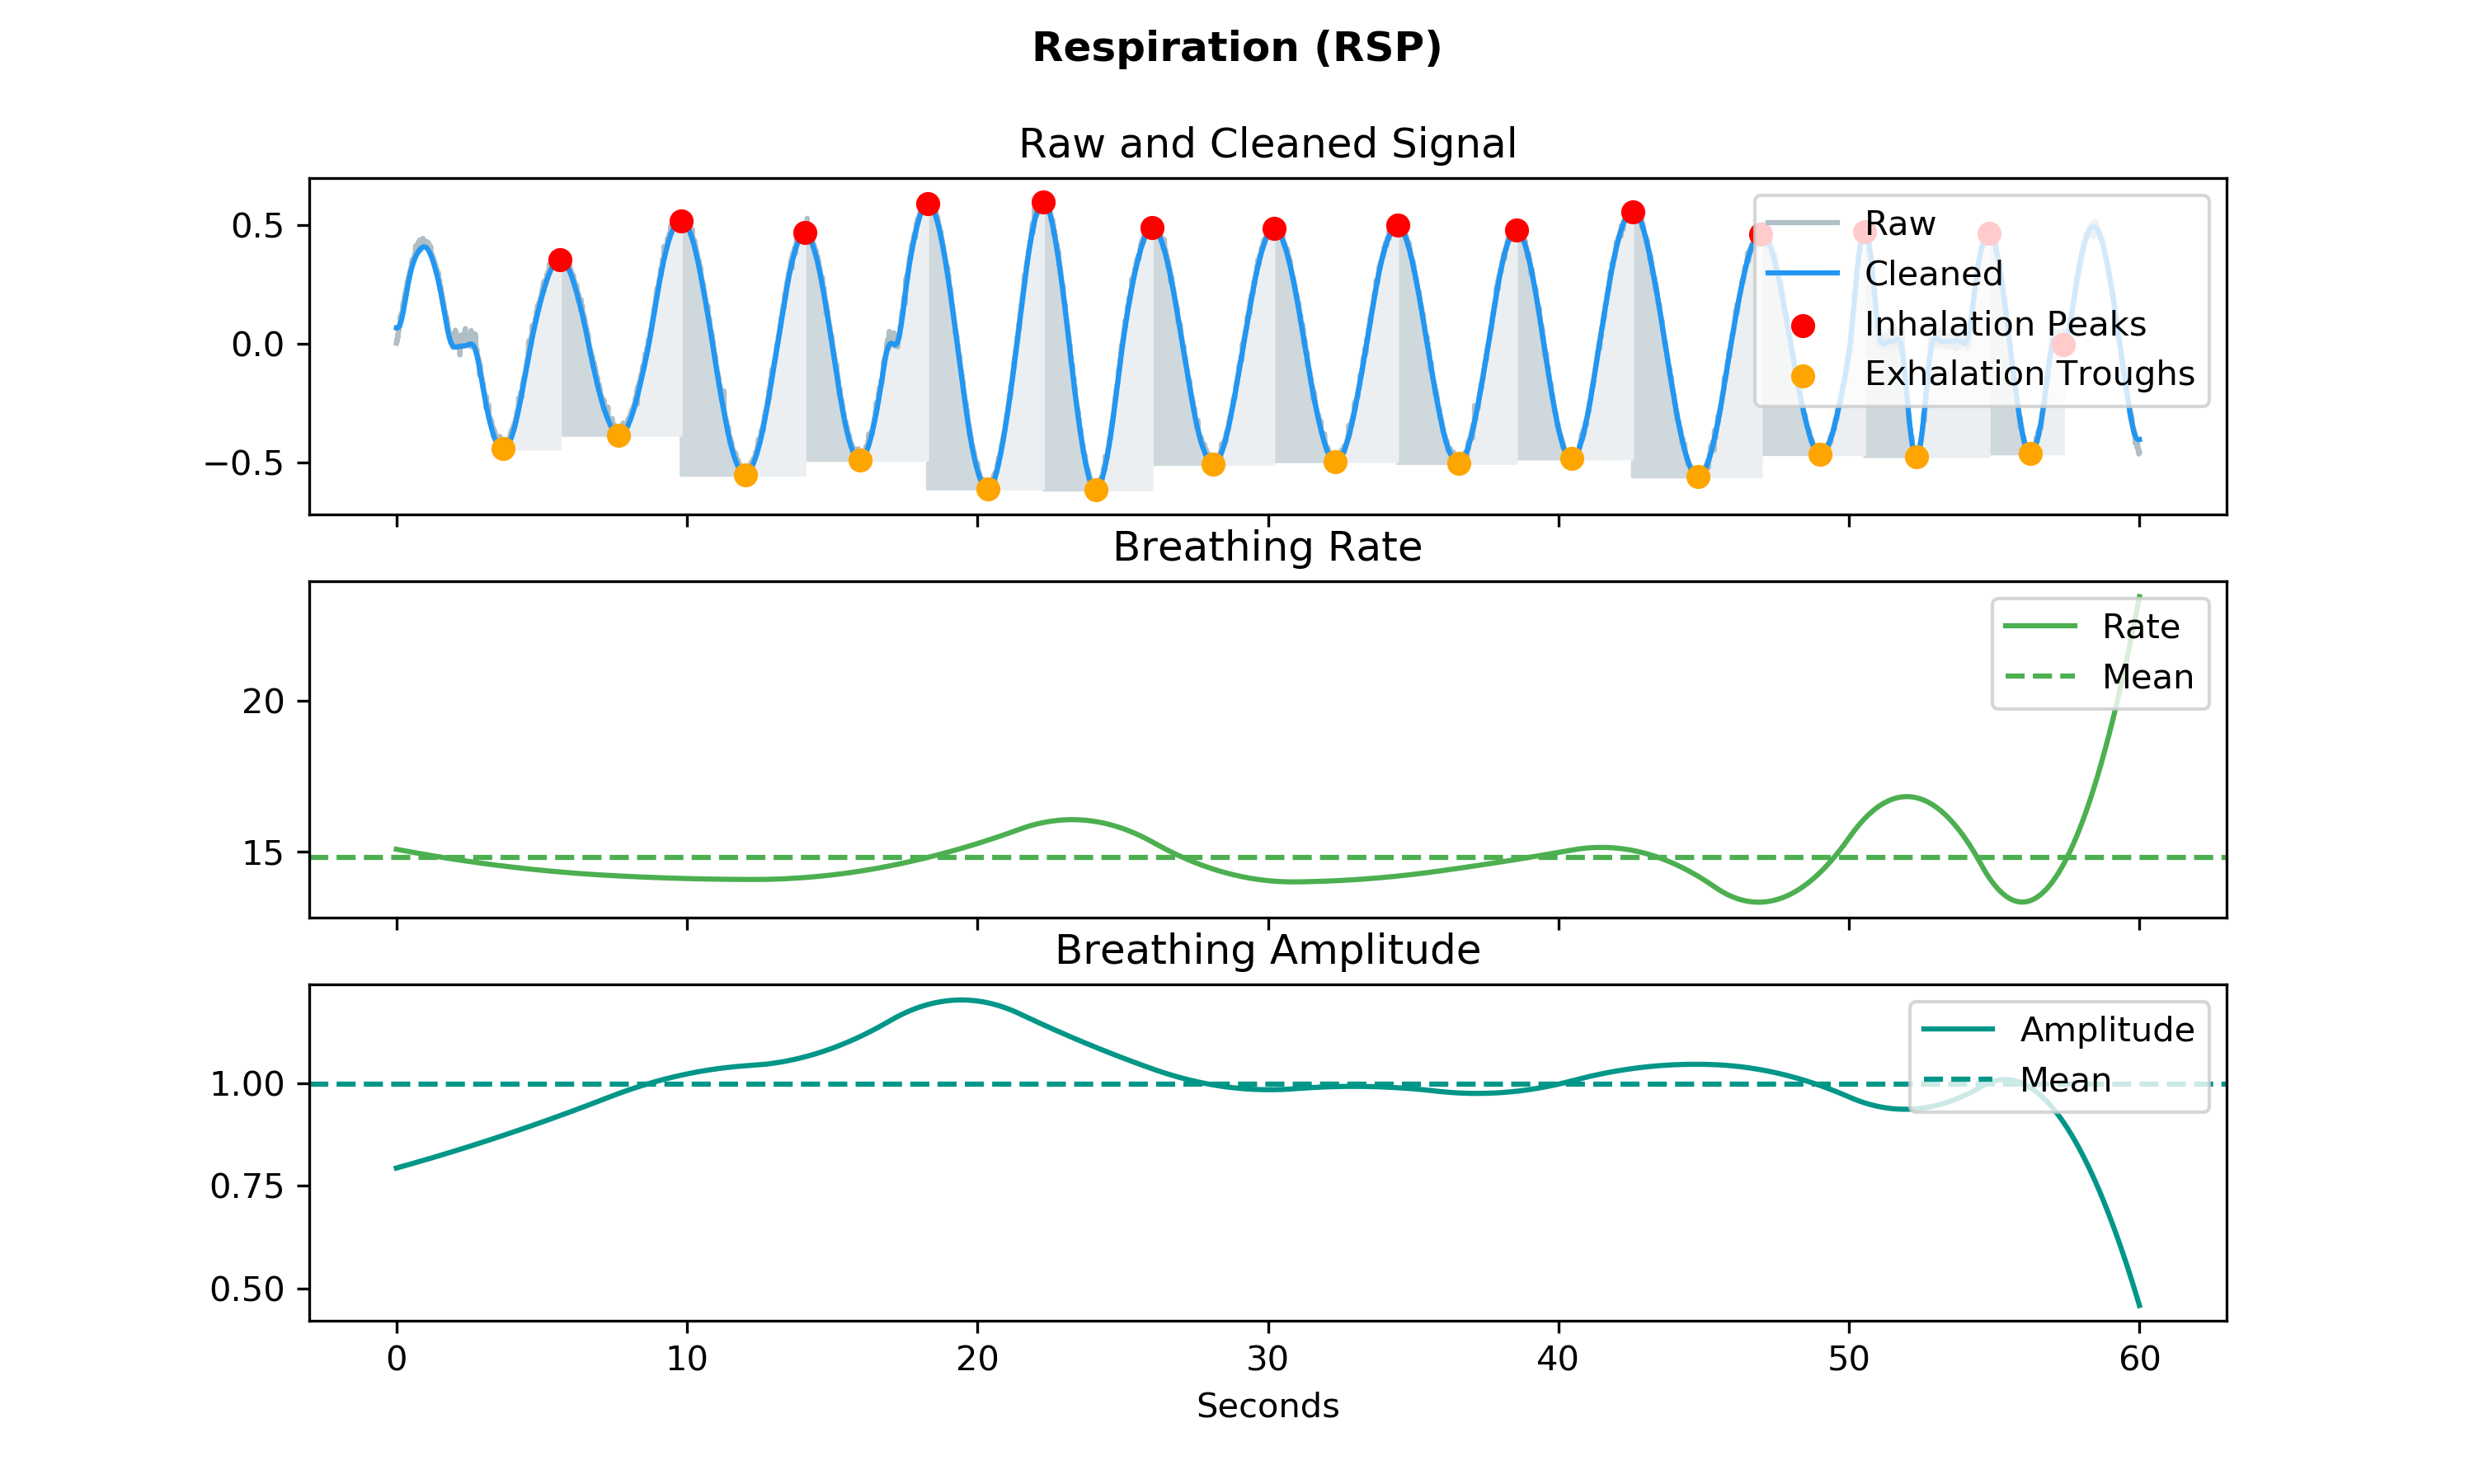 Respiration (RSP)
Raw and Cleaned Signal
0.5
0.0
−0.5
Raw
Cleaned
Inhalation Peaks
Exhalation Troughs
Breathing Rate
20
15
Rate
Mean
Breathing Amplitude
1.00
0.75
0.50
Amplitude
Mean
0 10 20 30 40 50 60
Seconds